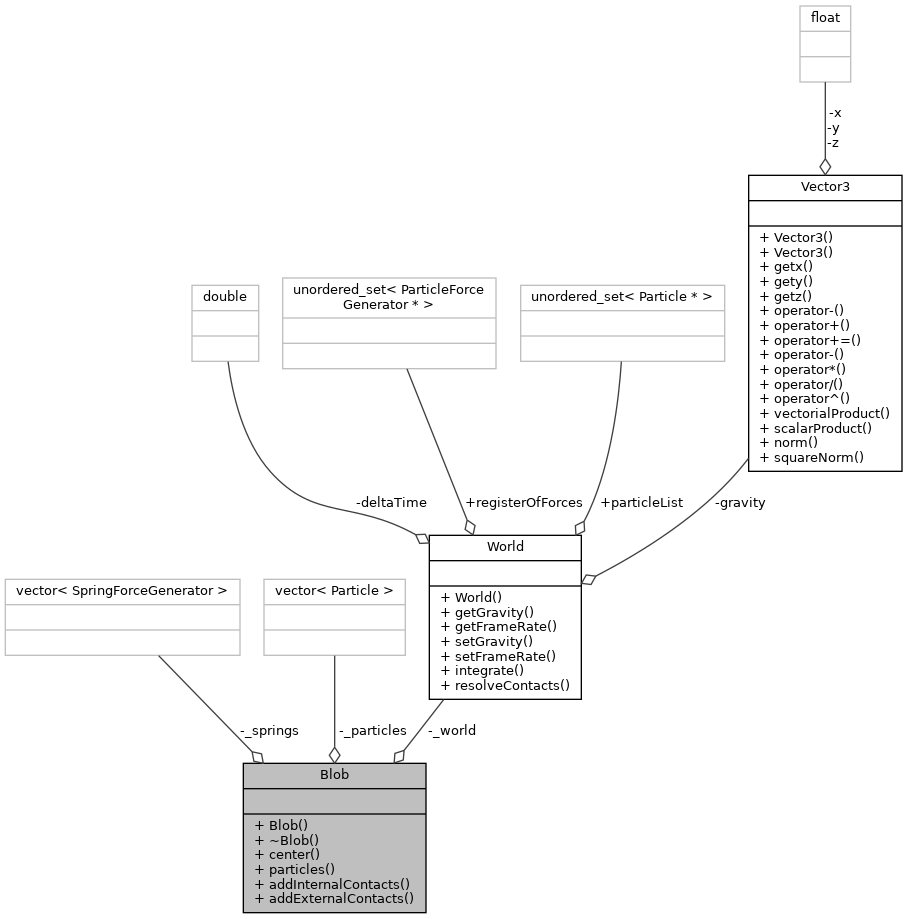 float
-x
-y
-z
Vector3
+ Vector3()
+ Vector3()
+ getx()
+ gety()
+ getz()
+ operator-()
+ operator+()
+ operator+=()
+ operator-()
+ operator*()
+ operator/()
+ operator^()
+ vectorialProduct()
+ scalarProduct()
+ norm()
+ squareNorm()
double
unordered_set< ParticleForce
Generator * >
unordered_set< Particle * >
-deltaTime
+registerOfForces
+particleList
-gravity
World
+ World()
+ getGravity()
+ getFrameRate()
+ setGravity()
+ setFrameRate()
+ integrate()
+ resolveContacts()
vector< SpringForceGenerator >
vector< Particle >
-_springs
-_particles
-_world
Blob
+ Blob()
+ ~Blob()
+ center()
+ particles()
+ addInternalContacts()
+ addExternalContacts()